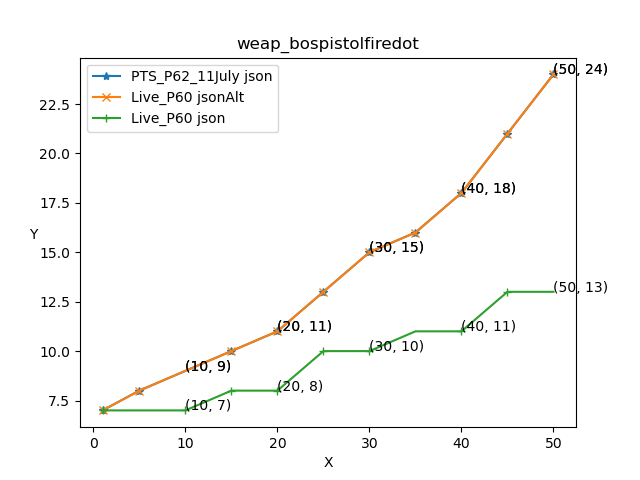 weap_bospistolfiredot
PTS_P62_11July json
Live_P60 jsonAlt
Live_P60 json
(50, 24)
22.5
20.0
(40, 18)
17.5
Y
15.0
(30, 15)
12.5
(50, 13)
(20, 11)
(40, 11)
10.0
(30, 10)
(10, 9)
(20, 8)
7.5
(10, 7)
0 10 20 30 40 50
X